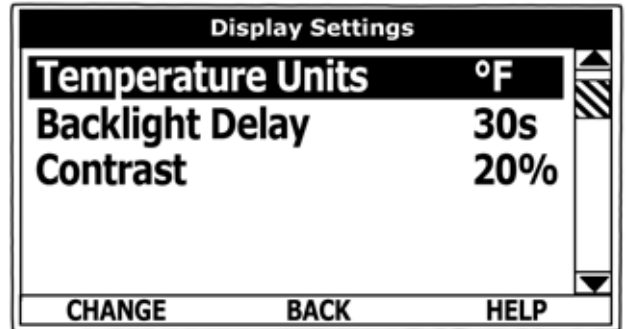 Display Settings
Temperature Units °F
Backlight Delay 30s
Contrast 20%
CHANGE BACK HELP